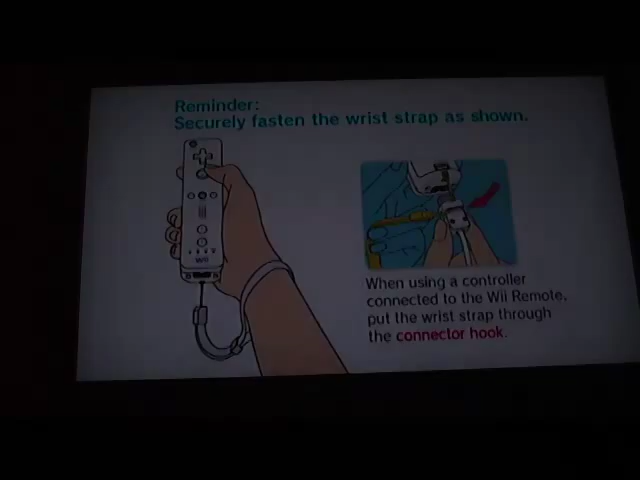 Reminder:
Securely fasten the wrist strap as shown.
Wii
When using a controller
connected to the Wii Remote,
put the wrist strap through
the connector hook.